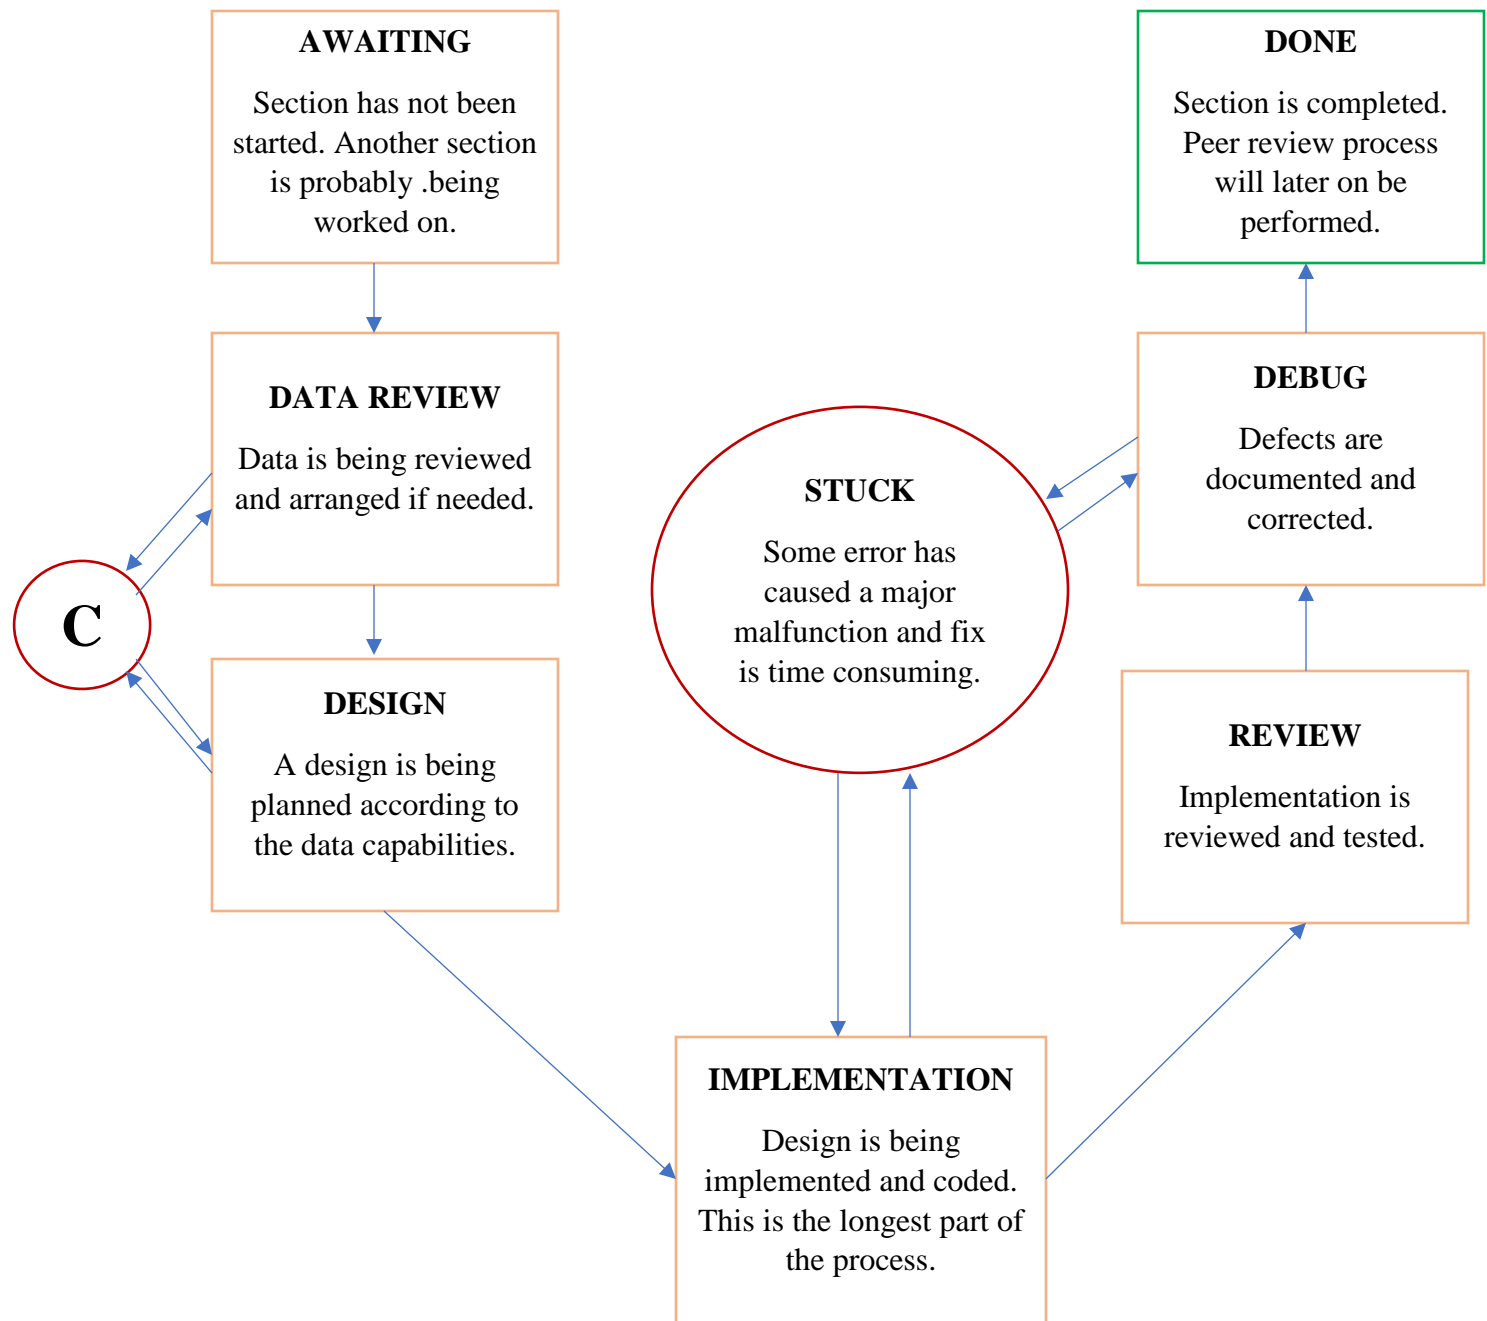 AWAITING
Section has not been
started. Another section
is probably .being
worked on.
DATA REVIEW
Data is being reviewed
and arranged if needed.
C
DESIGN
A design is being
planned according to
the data capabilities.
STUCK
Some error has
caused a major
malfunction and fix
is time consuming.
IMPLEMENTATION
Design is being
implemented and coded.
This is the longest part of
the process.
DONE
Section is completed.
Peer review process
will later on be
performed.
DEBUG
Defects are
documented and
corrected.
REVIEW
Implementation is
reviewed and tested.